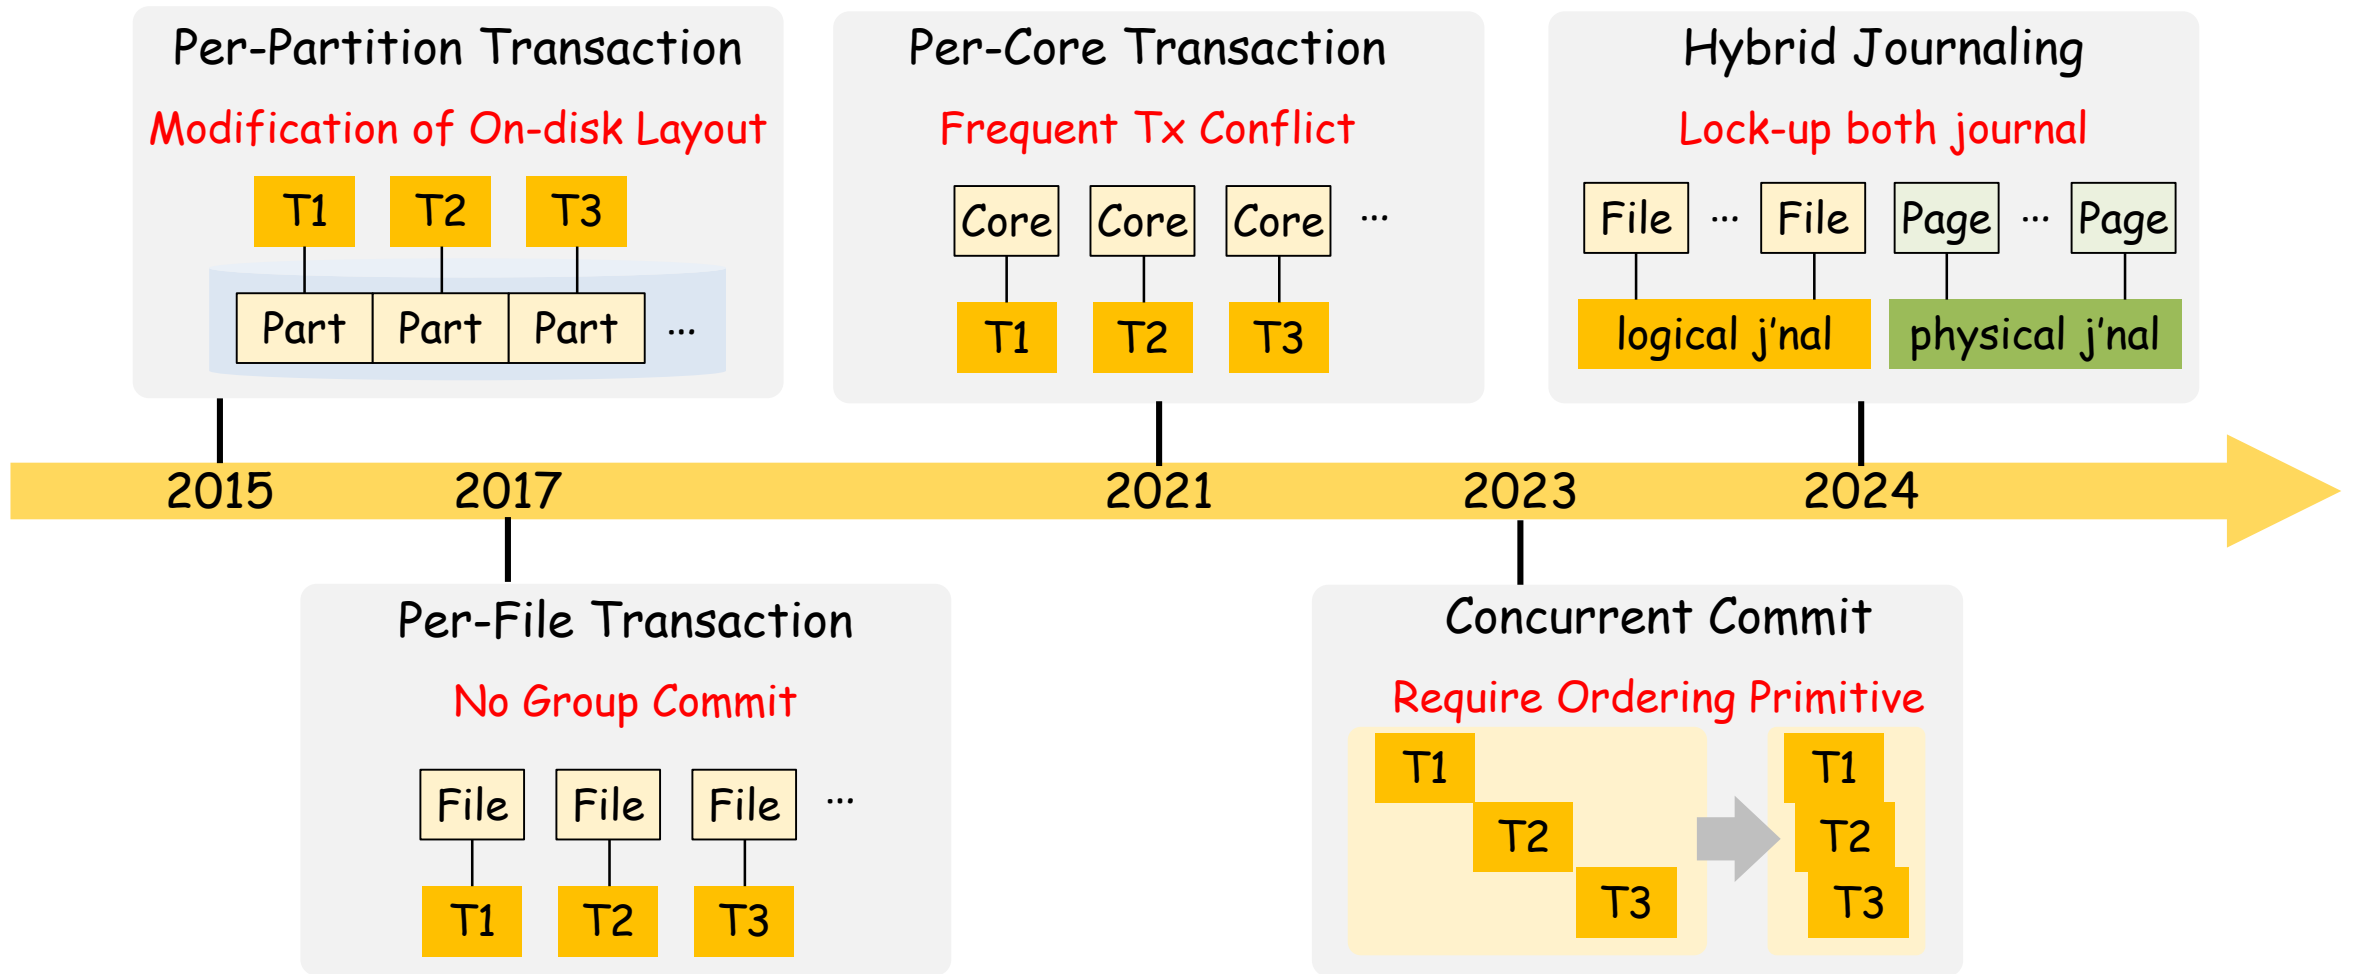 Per-Partition Transaction
Modification of On-disk Layout
T1 T2 T3
Part Part Part ...
Per-Core Transaction
Frequent Tx Conflict
Core Core Core ...
T1 T2 T3
Hybrid Journaling
Lock-up both journal
File ... File Page ... Page
logical j'nal physical j'nal
2015 2017 2021 2023 2024
Per-File Transaction
No Group Commit
File File File ...
T1 T2 T3
Concurrent Commit
Require Ordering Primitive
T1 T1
T2 T2
T3 T3